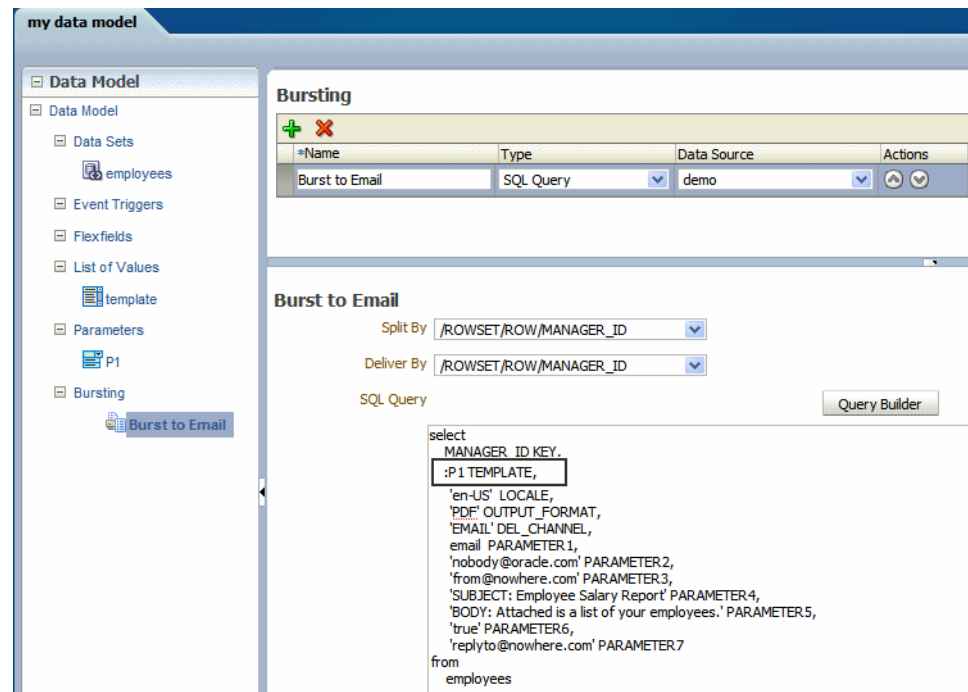 my data model
Data Model
Data Model
Data Sets
employees
Event Triggers
Flexfields
List of Values
template
Parameters
P1
Bursting
Burst to Email
Bursting
*Name Type Data Source Actions
Burst to Email SQL Query demo
Burst to Email
Split By /ROWSET/ROW/MANAGER_ID
Deliver By /ROWSET/ROW/MANAGER_ID
SQL Query
Query Builder
select
MANAGER_ID KEY,
:P1 TEMPLATE,
'en-US' LOCALE,
'PDF' OUTPUT_FORMAT,
'EMAIL' DEL_CHANNEL,
email PARAMETER1,
'nobody@oracle.com' PARAMETER2,
'from@nowhere.com' PARAMETER3,
'SUBJECT: Employee Salary Report' PARAMETER4,
'BODY: Attached is a list of your employees.' PARAMETER5,
'true' PARAMETER6,
'replyto@nowhere.com' PARAMETER7
from
employees